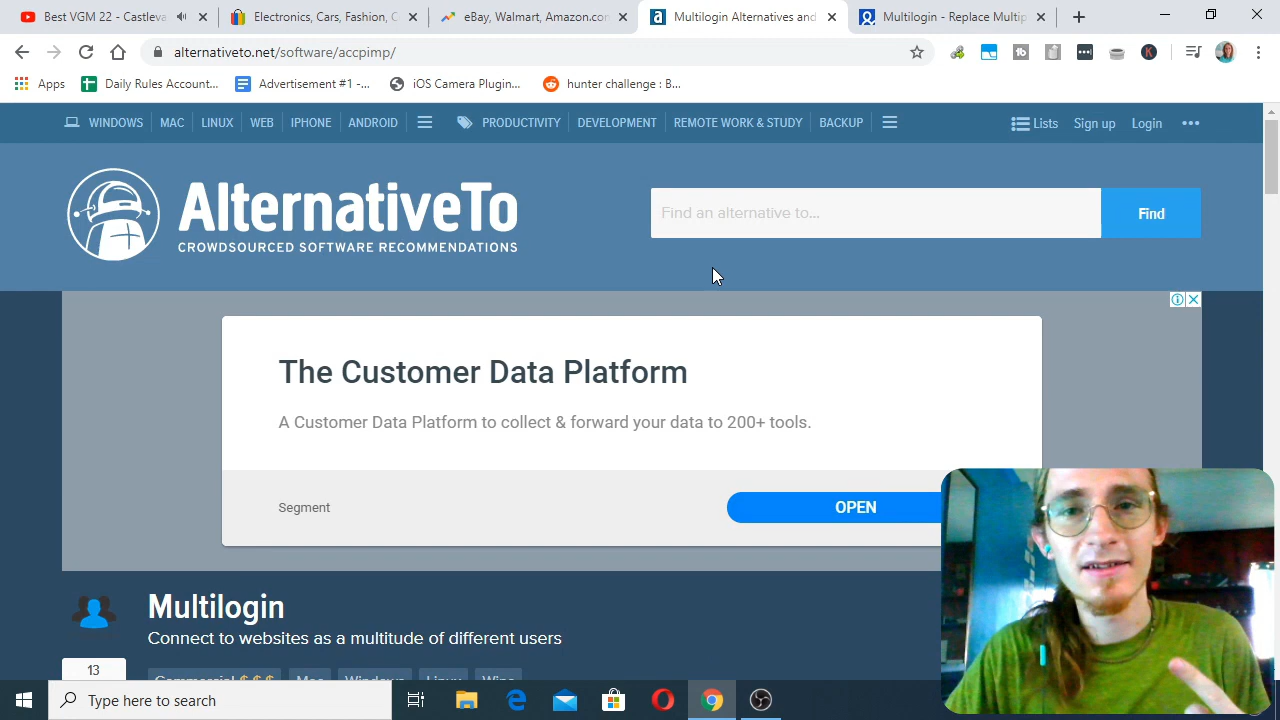 Best VGM 22 - Castleva
Electronics, Cars, Fashion, C
eBay, Walmart, Amazon.com
Multilogin Alternatives and
Multilogin - Replace Multip
alternativeto.net/software/accpimp/
Apps
Daily Rules Account...
Advertisement #1 -...
iOS Camera Plugin...
hunter challenge : B...
WINDOWS MAC LINUX WEB IPHONE ANDROID PRODUCTIVITY DEVELOPMENT REMOTE WORK & STUDY BACKUP Lists Sign up Login
AlternativeTo
CROWDSOURCED SOFTWARE RECOMMENDATIONS
Find an alternative to...
Find
The Customer Data Platform
A Customer Data Platform to collect & forward your data to 200+ tools.
Segment
OPEN
Multilogin
Connect to websites as a multitude of different users
13
Commercial $ $ $ Mac Windows Linux
Type here to search